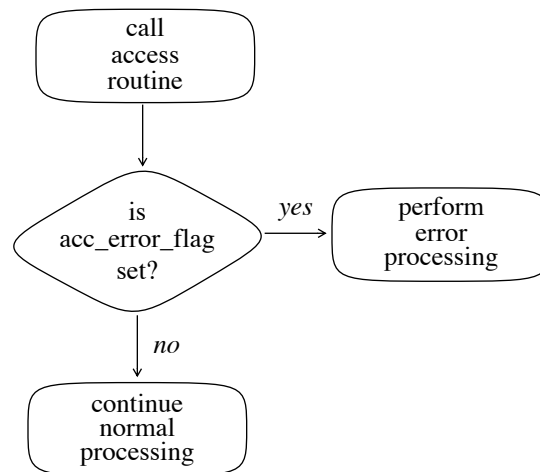 call
access
routine
is
acc_error_flag
set?
yes
perform
error
processing
no
continue
normal
processing